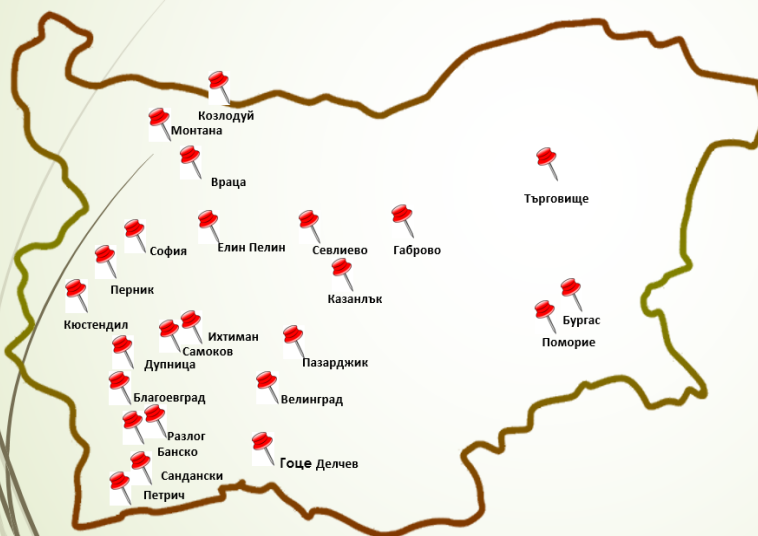 Козлодуй
Монтана
Враца
Търговище
София
Елин Пелин
Севлиево
Габрово
Перник
Казанлък
Кюстендил
Бургас
Поморие
Ихтиман
Самоков
Дупница
Пазарджик
Благоевград
Велинград
Разлог
Банско
Гоце Делчев
Сандански
Петрич